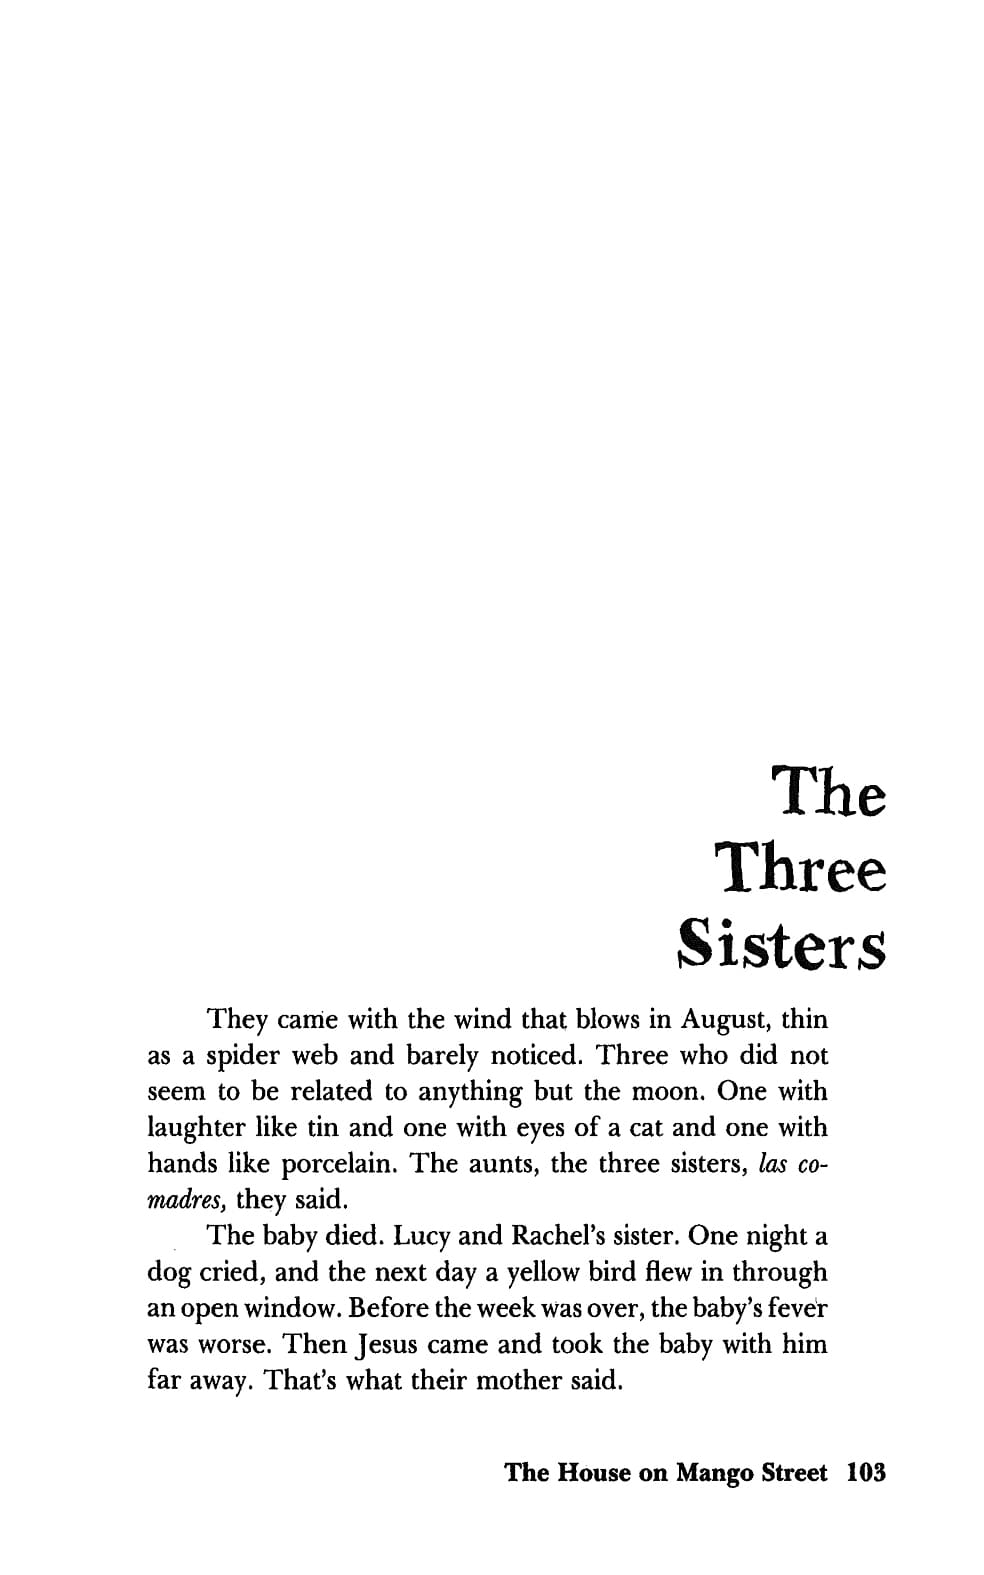 The
Three
Sisters
They came with the wind that blows in August, thin
as a spider web and barely noticed. Three who did not
seem to be related to anything but the moon. One with
laughter like tin and one with eyes of a cat and one with
hands like porcelain. The aunts, the three sisters, las co-
madres, they said.
The baby died. Lucy and Rachel's sister. One night a
dog cried, and the next day a yellow bird flew in through
an open window. Before the week was over, the baby's fever
was worse. Then Jesus came and took the baby with him
far away. That's what their mother said.
The House on Mango Street 103